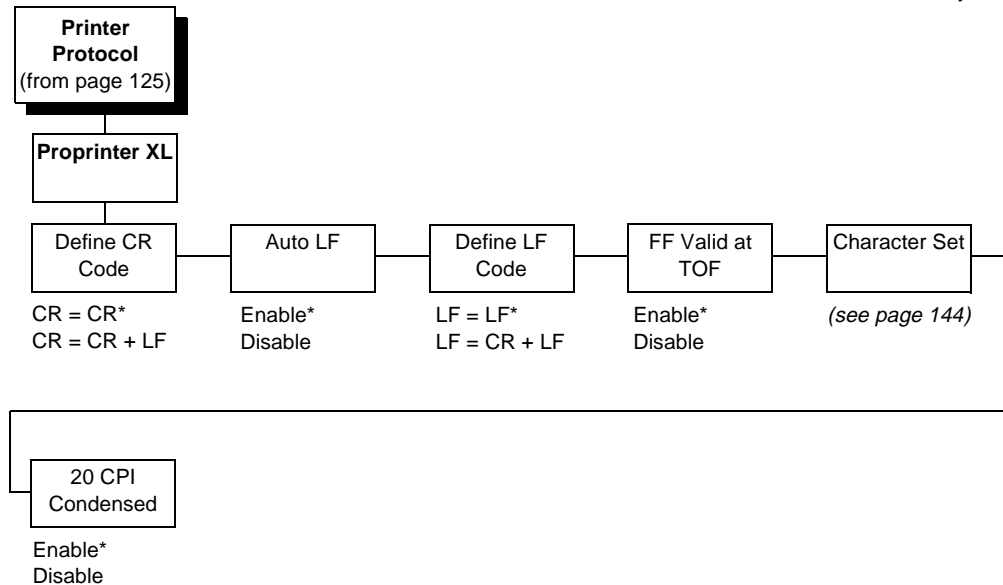 Printer
Protocol
(from page 125)
Proprinter XL
Define CR
Code
CR = CR*
CR = CR + LF
Auto LF
Enable*
Disable
Define LF
Code
LF = LF*
LF = CR + LF
FF Valid at
TOF
Enable*
Disable
Character Set
(see page 144)
20 CPI
Condensed
Enable*
Disable